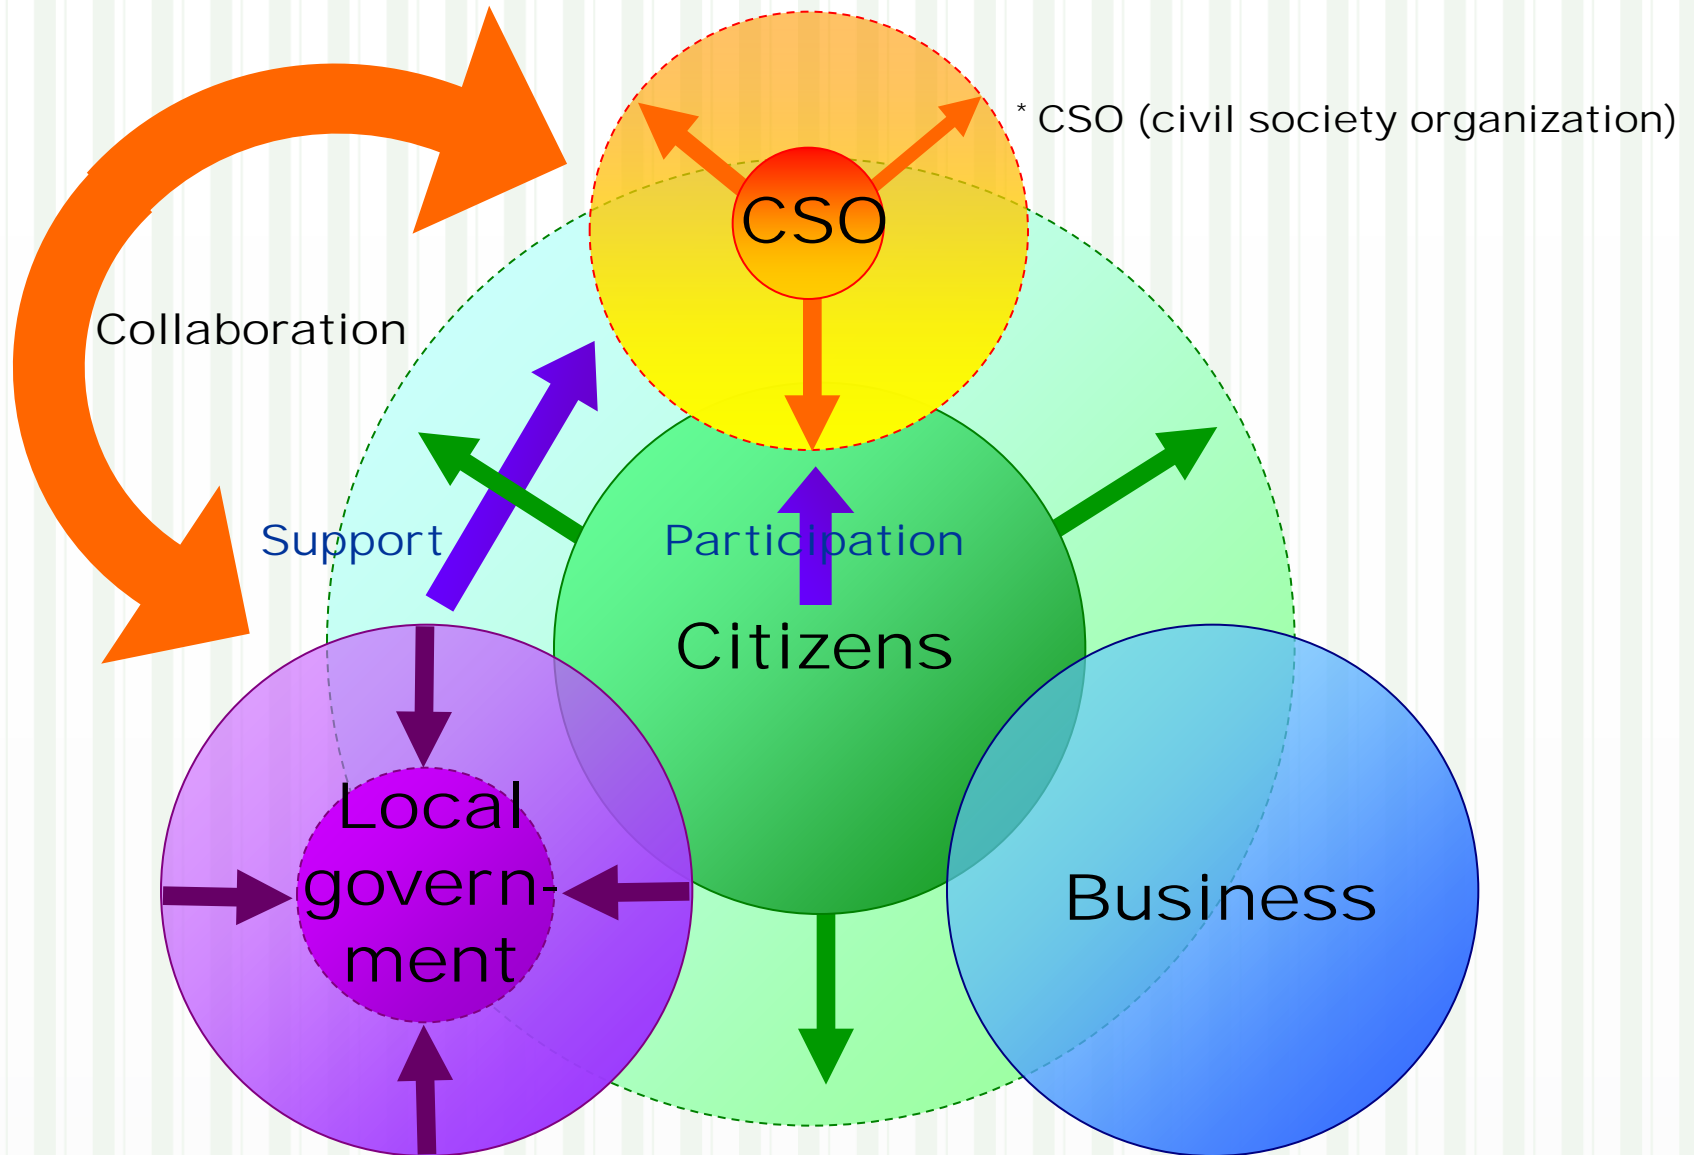 * CSO (civil society organization)
CSO
Collaboration
Support
Participation
Citizens
Local
govern-
ment
Business